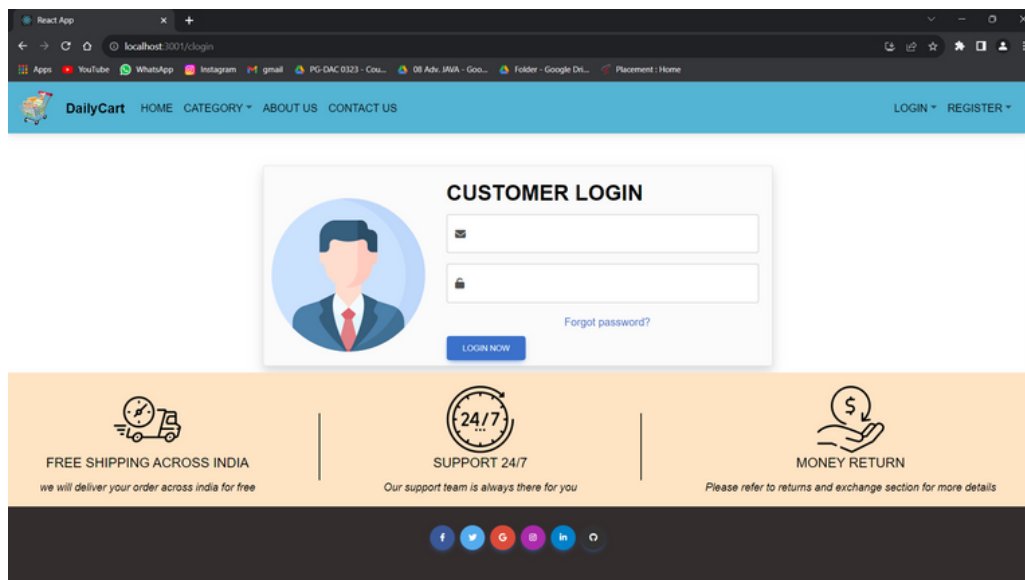 React App
localhost:3001/clogin
Apps YouTube WhatsApp Instagram gmail PG-DAC 0323 - Cou... 08 Adv. JAVA - Goo... Folder - Google Dri... Placement : Home
DailyCart HOME CATEGORY ABOUT US CONTACT US LOGIN REGISTER
CUSTOMER LOGIN
Forgot password?
LOGIN NOW
24/7
FREE SHIPPING ACROSS INDIA SUPPORT 24/7 MONEY RETURN
we will deliver your order across india for free Our support team is always there for you Please refer to returns and exchange section for more details